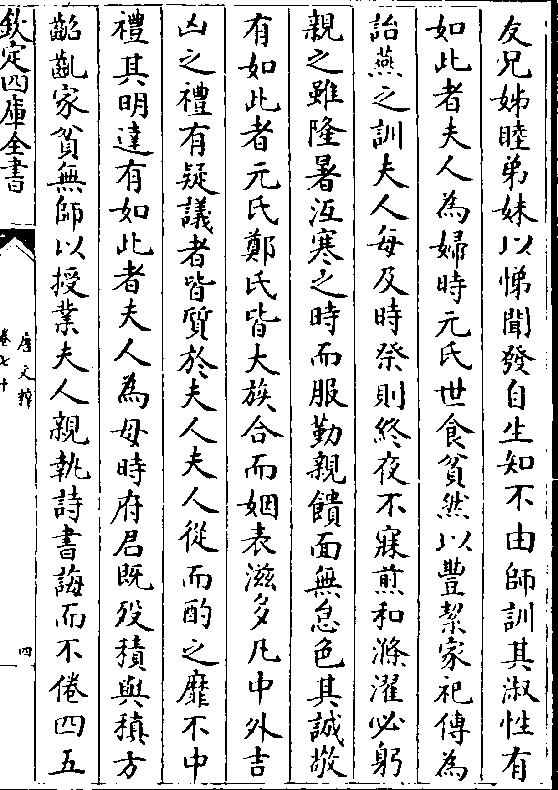 友兄姊睦弟妹以悌聞發自生知不由師訓其淑性有
如此者夫人為婦時元氏世食貧然以豐絜家祀傳為
詒燕之訓夫人每及時祭則終夜不寐煎和滌濯必躬
親之雖隆暑沍寒之時而服勤親饋面無怠色其誠敬
有如此者元氏鄭氏皆大族合而姻表滋多凡中外吉
凶之禮有疑議者皆質於夫人夫人從而酌之靡不中
禮其明達有如此者夫人為母時府君既歿積與稹方
齠齔家貧無師以授業夫人親執詩書誨而不倦四五
欽定四庫全書
唐文粹
卷七十
四